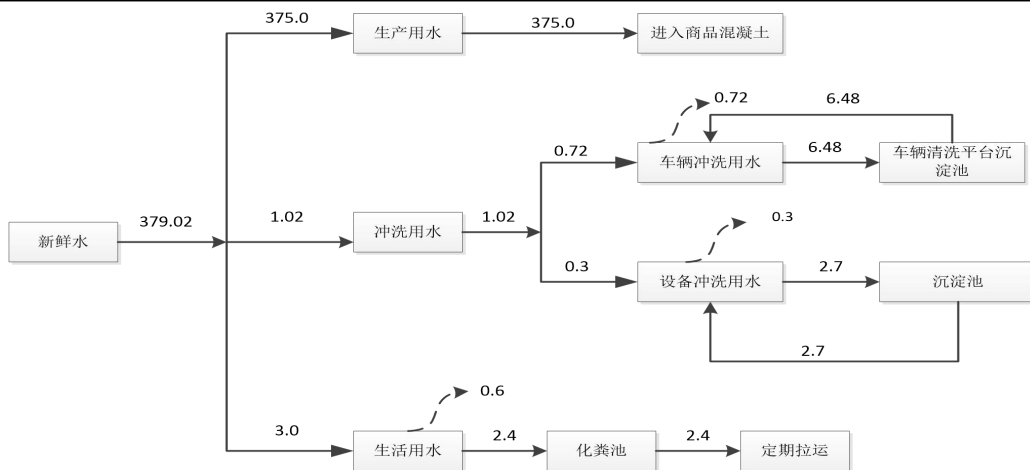 375.0
生产用水
375.0
进入商品混凝土
0.72
6.48
0.72
车辆冲洗用水
6.48
车辆清洗平台沉
淀池
新鲜水
379.02
1.02
冲洗用水
1.02
0.3
0.3
设备冲洗用水
2.7
沉淀池
2.7
0.6
3.0
生活用水
2.4
化粪池
2.4
定期拉运